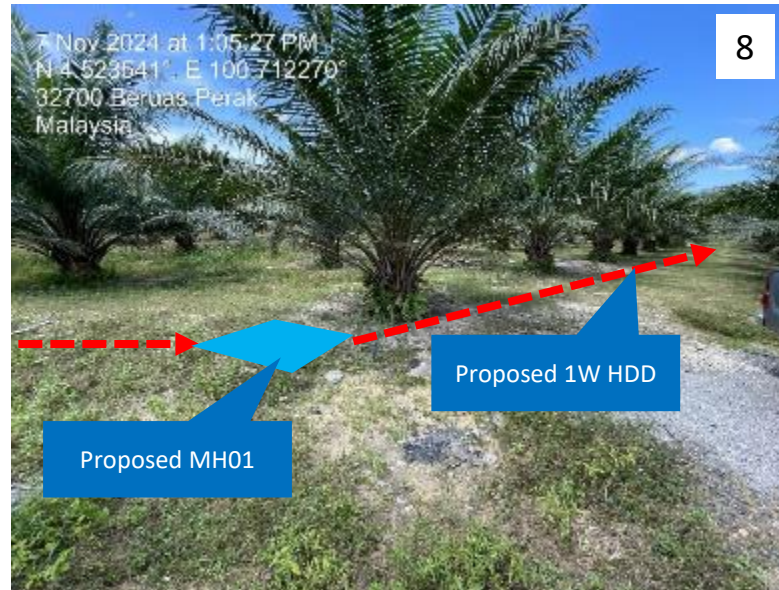 7 Nov 2024 at 1:05:27 PM
N 4.523541°, E 100.712270°
32700 Beruas Perak
Malaysia
8
Proposed 1W HDD
Proposed MH01